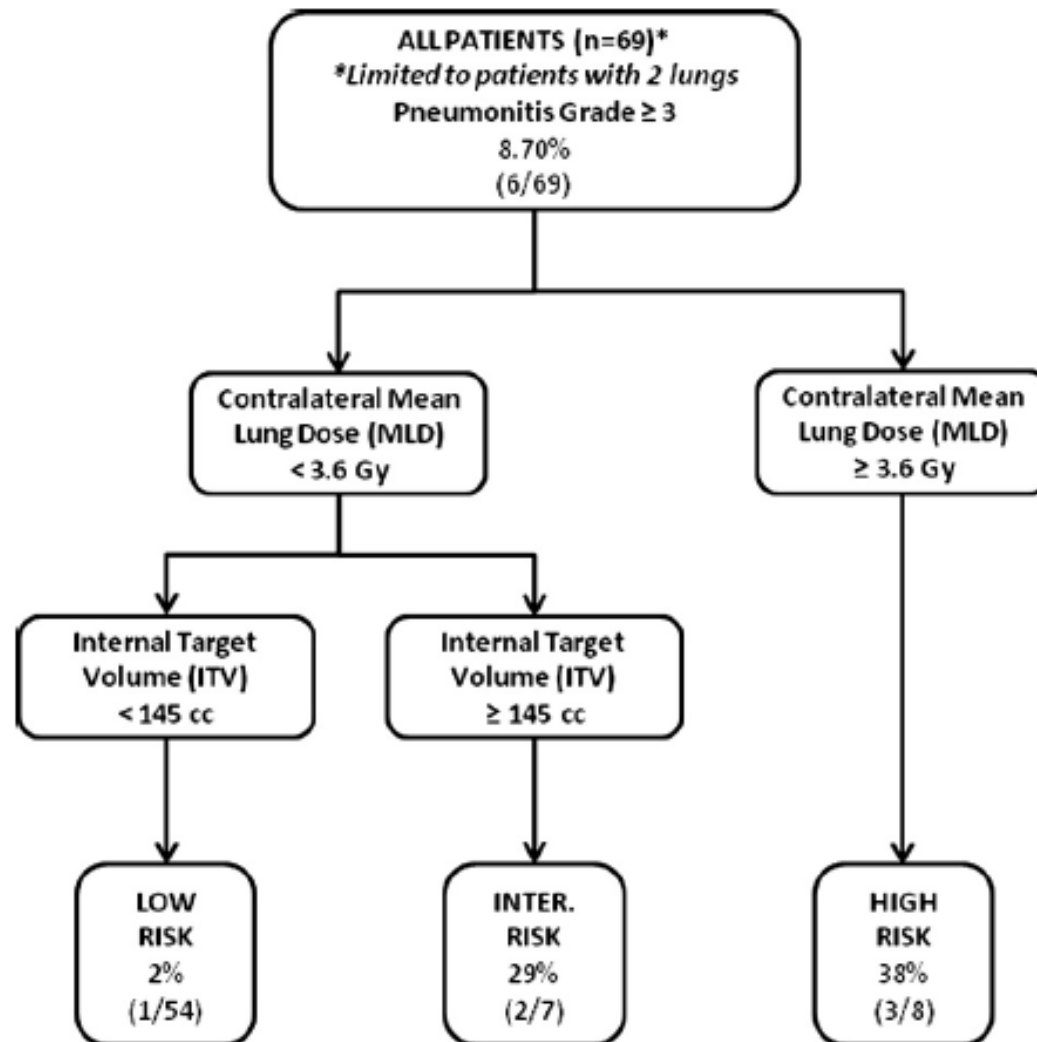 ALL PATIENTS (n=69)*
*Limited to patients with 2 lungs
Pneumonitis Grade ≥ 3
8.70%
(6/69)
Contralateral Mean
Lung Dose (MLD)
< 3.6 Gy
Contralateral Mean
Lung Dose (MLD)
≥ 3.6 Gy
Internal Target
Volume (ITV)
< 145 cc
Internal Target
Volume (ITV)
≥ 145 cc
LOW
RISK
2%
(1/54)
INTER.
RISK
29%
(2/7)
HIGH
RISK
38%
(3/8)